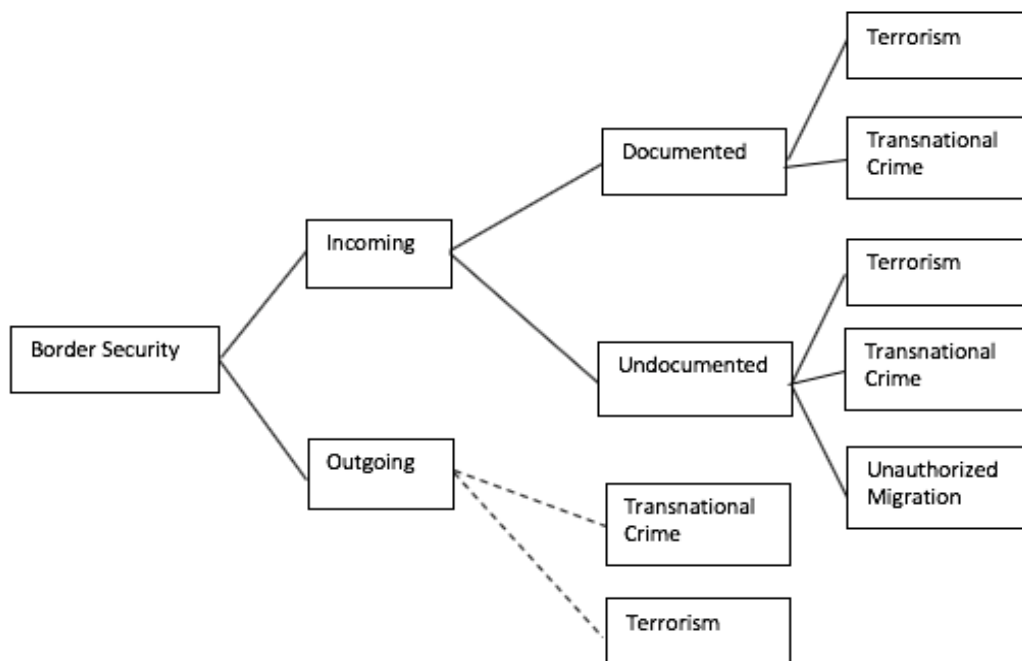 Terrorism
Documented
Transnational
Crime
Incoming
Terrorism
Border Security
Undocumented
Transnational
Crime
Outgoing
Unauthorized
Migration
Transnational
Crime
Terrorism